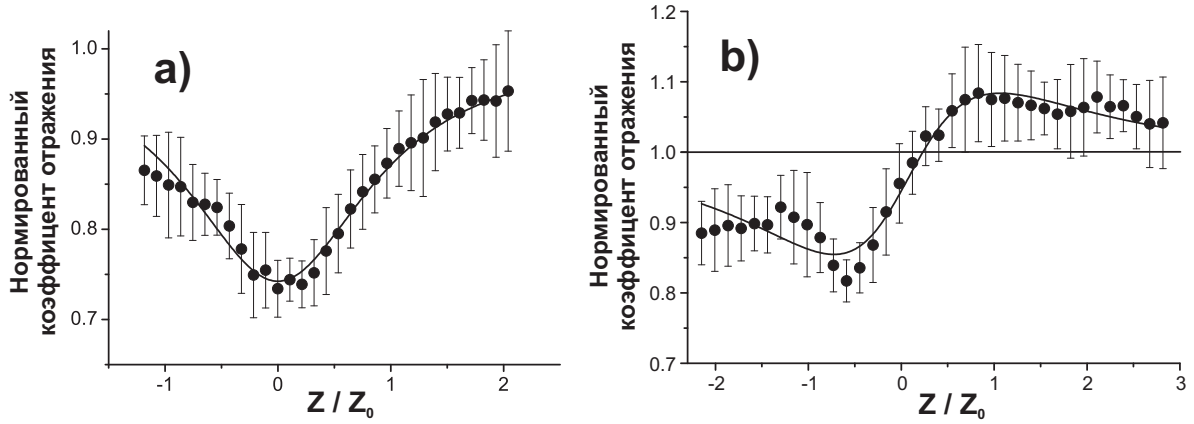 a)
Нормированный
коэффицент отражения
1.0
0.9
0.8
0.7
-1
0
1
2
Z / Z₀
b)
Нормированный
коэффицент отражения
1.2
1.1
1.0
0.9
0.8
0.7
-2
-1
0
1
2
3
Z / Z₀